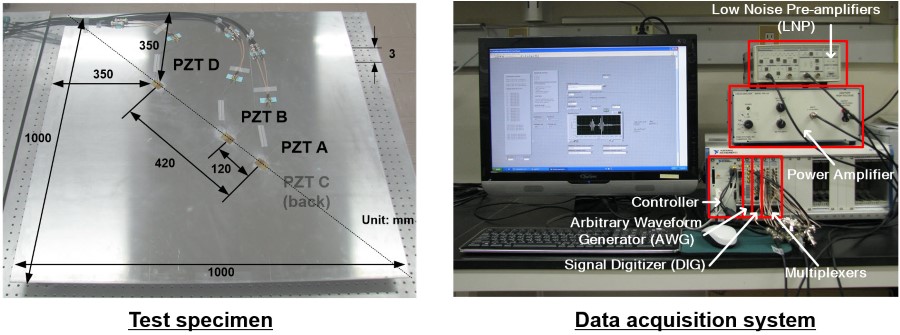 350
3
PZT D
350
1000
PZT B
420
PZT A
120
PZT C
(back)
Unit: mm
1000
Test specimen
Low Noise Pre-amplifiers
(LNP)
Power Amplifier
Controller
Arbitrary Waveform
Generator (AWG)
Signal Digitizer (DIG)
Multiplexers
Data acquisition system